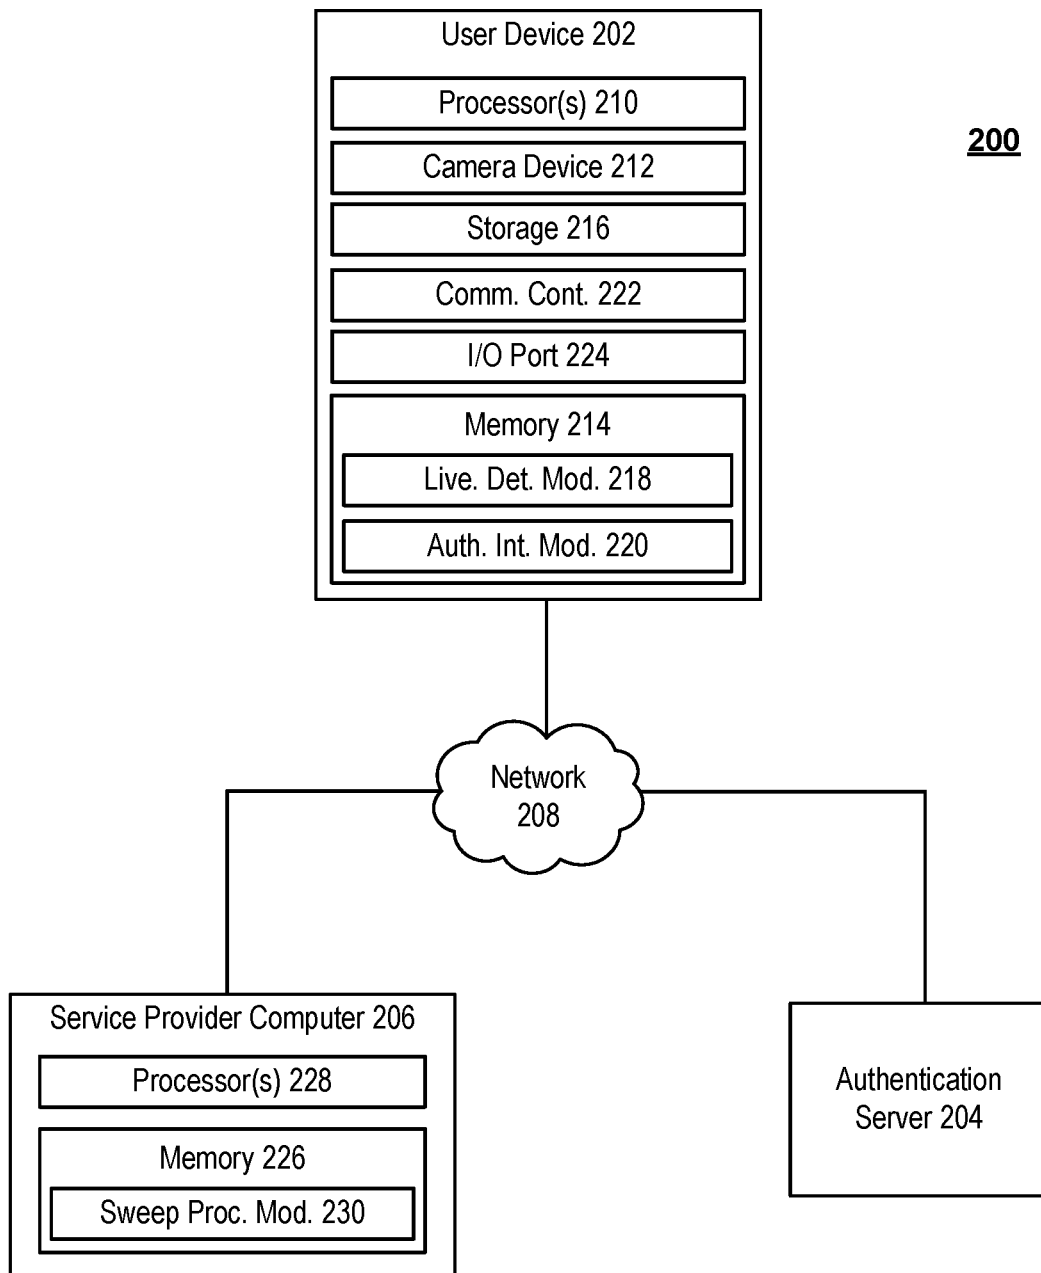 User Device 202
Processor(s) 210
200
Camera Device 212
Storage 216
Comm. Cont. 222
I/O Port 224
Memory 214
Live. Det. Mod. 218
Auth. Int. Mod. 220
Network
208
Service Provider Computer 206
Processor(s) 228
Memory 226
Sweep Proc. Mod. 230
Authentication
Server 204